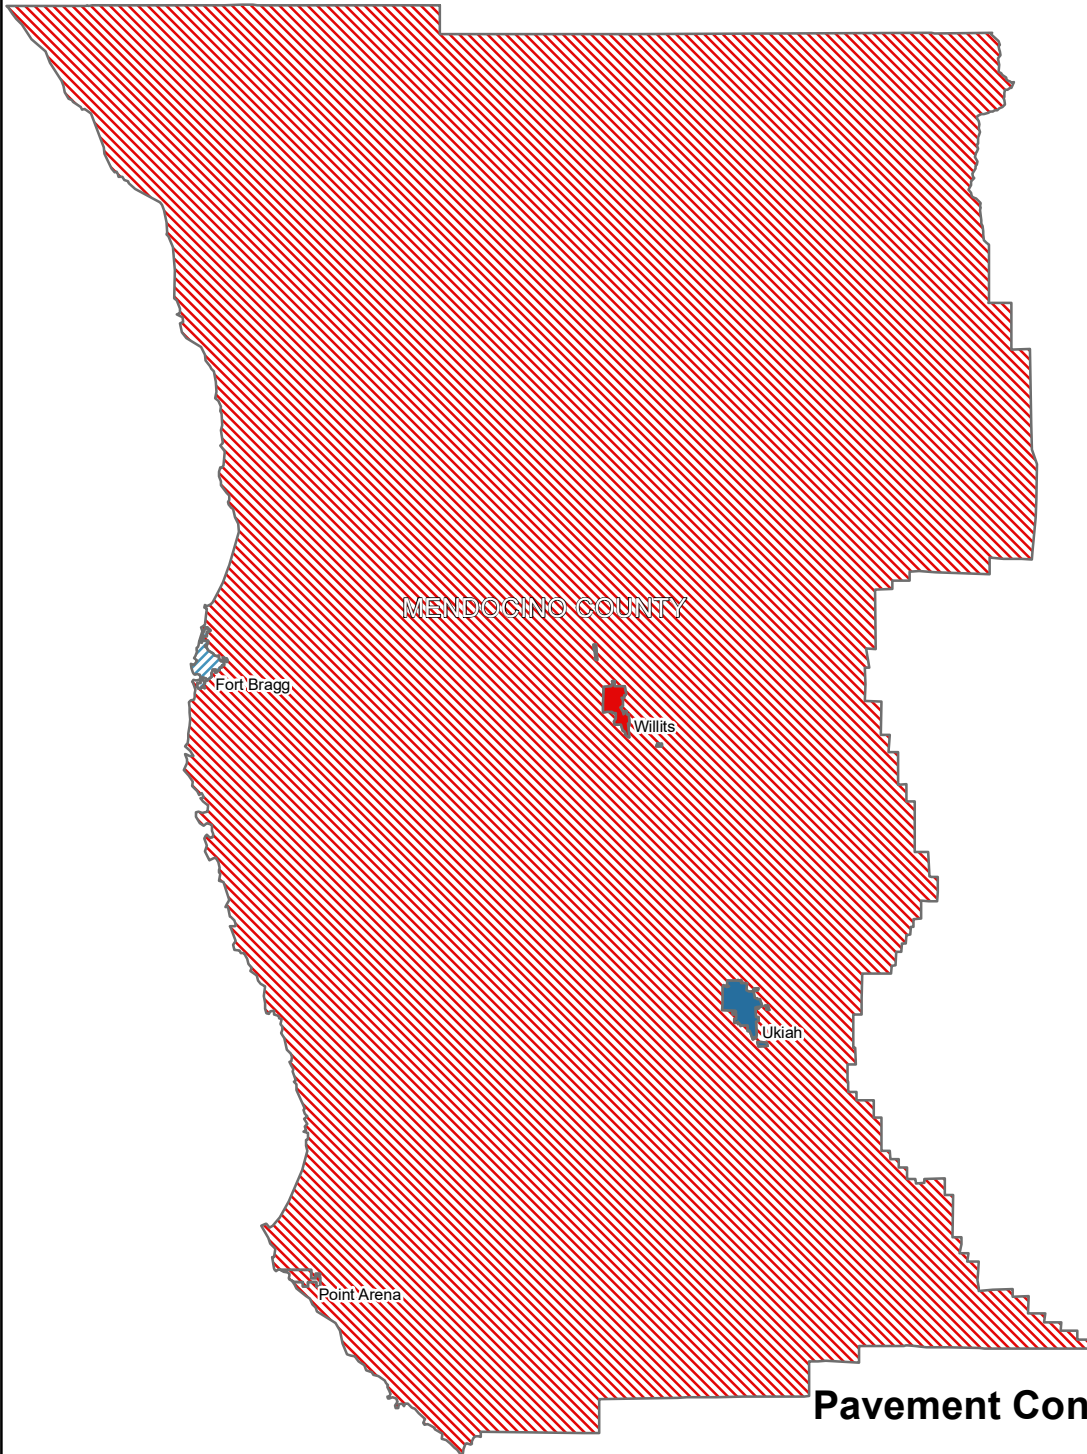 MENDOCINO COUNTY
Fort Bragg
Willits
Ukiah
Point Arena
Pavement Con